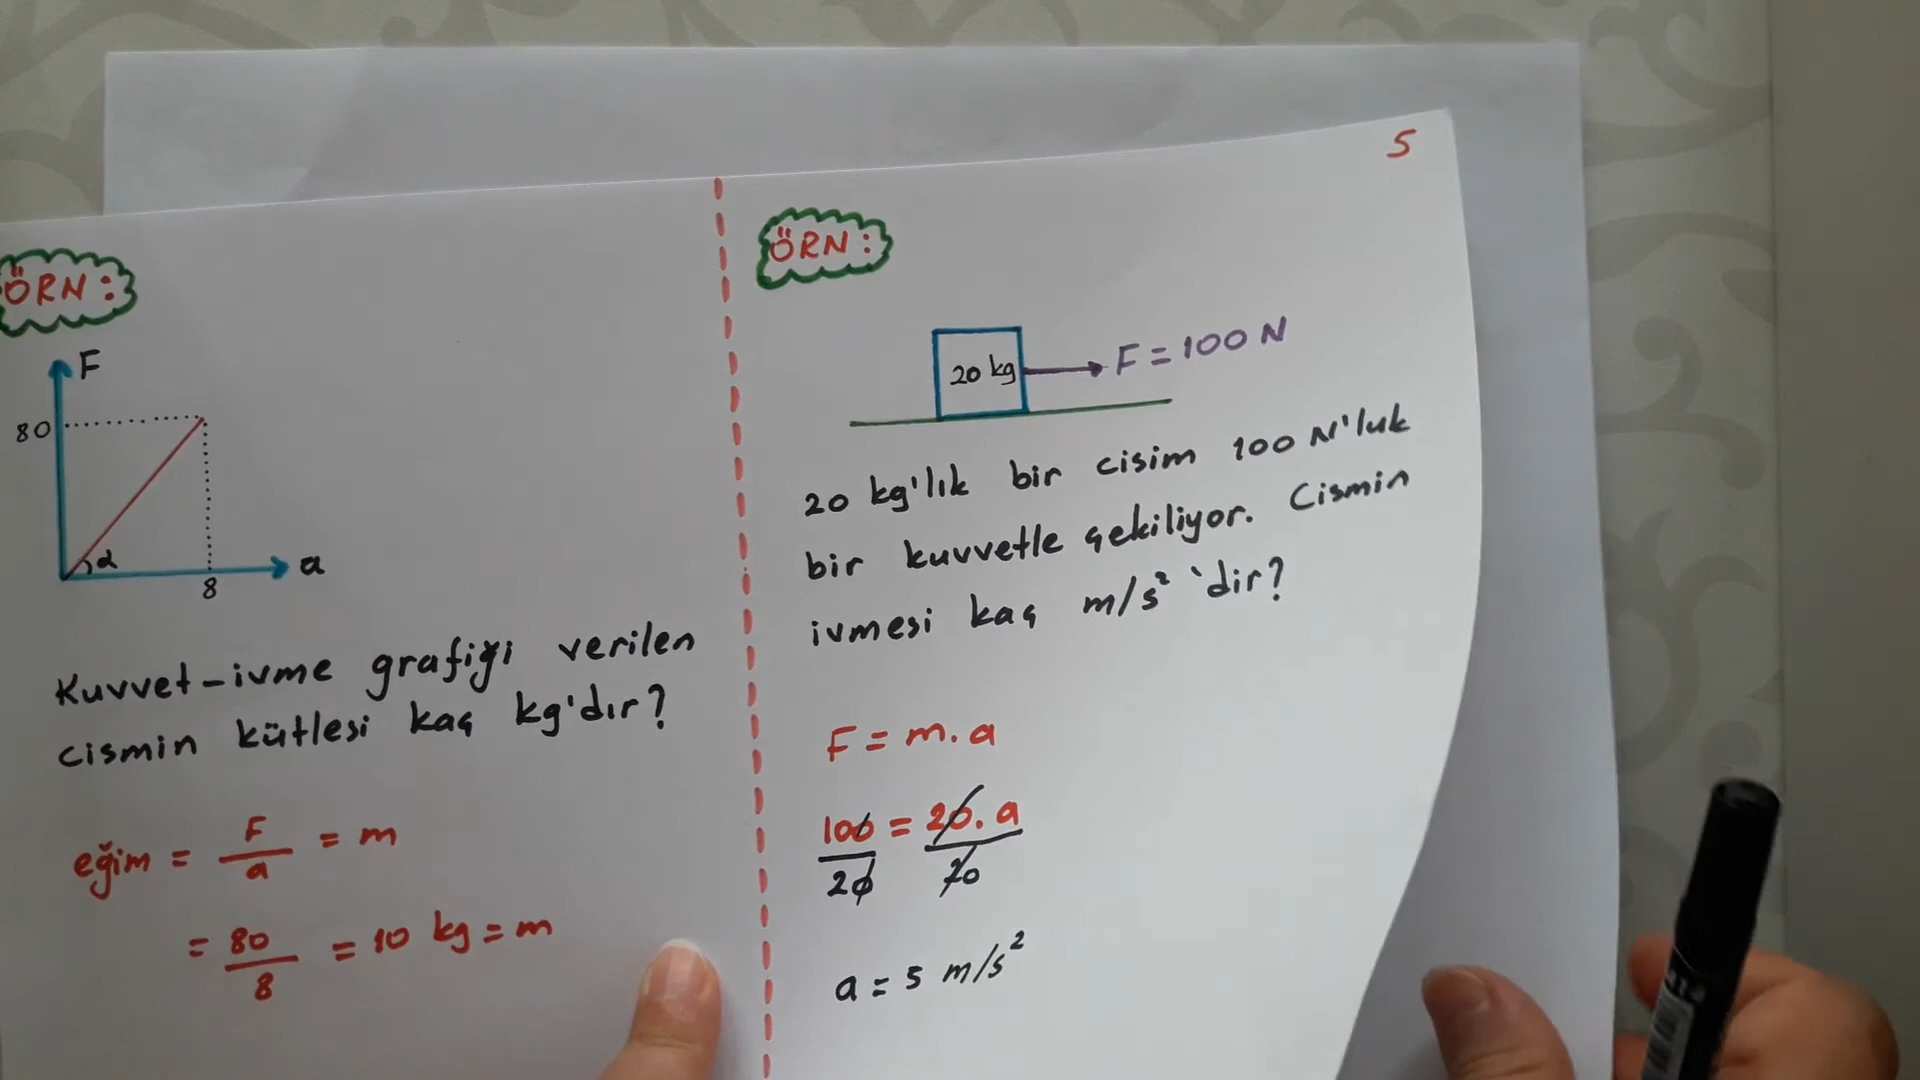 5
ÖRN:
F
80
α
a
8
Kuvvet-ivme grafiği verilen
cismin kütlesi kaç kg'dır?
eğim = F/a = m
= 80/8 = 10 kg = m
ÖRN:
20 kg
F = 100 N
20 kg'lık bir cisim 100 N'luk
bir kuvvetle çekiliyor. Cismin
ivmesi kaç m/s² 'dir?
F = m. a
100/20 = 20. a/20
a = 5 m/s²